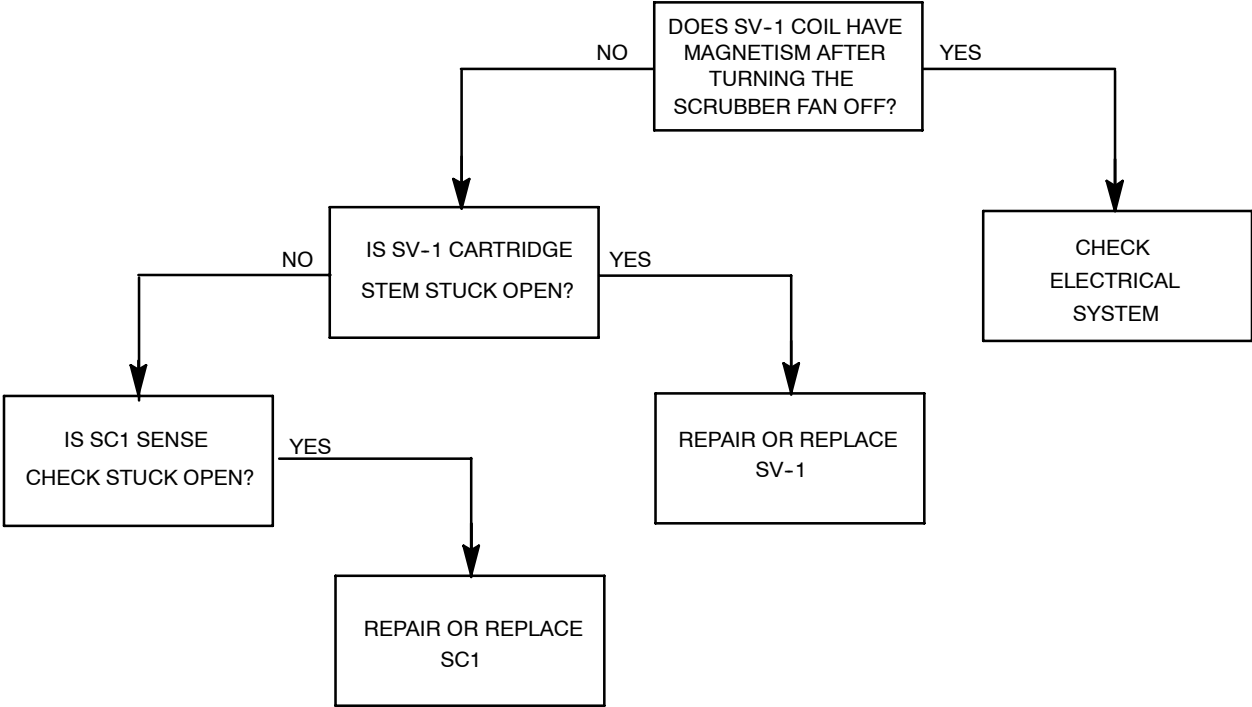 DOES SV-1 COIL HAVE
MAGNETISM AFTER
TURNING THE
SCRUBBER FAN OFF?
NO
YES
IS SV-1 CARTRIDGE
STEM STUCK OPEN?
CHECK
ELECTRICAL
SYSTEM
NO
YES
IS SC1 SENSE
CHECK STUCK OPEN?
YES
REPAIR OR REPLACE
SV-1
REPAIR OR REPLACE
SC1